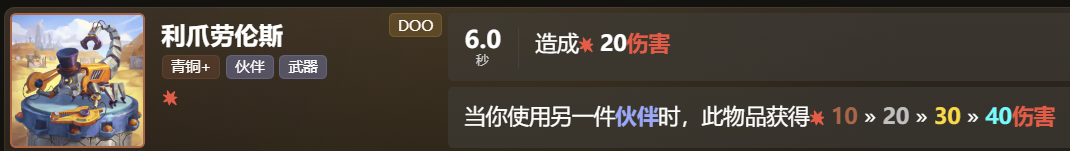 利爪劳伦斯
DOO
青铜+ 伙伴 武器
6.0
秒
造成 20伤害
当你使用另一件伙伴时，此物品获得 10 » 20 » 30 » 40伤害